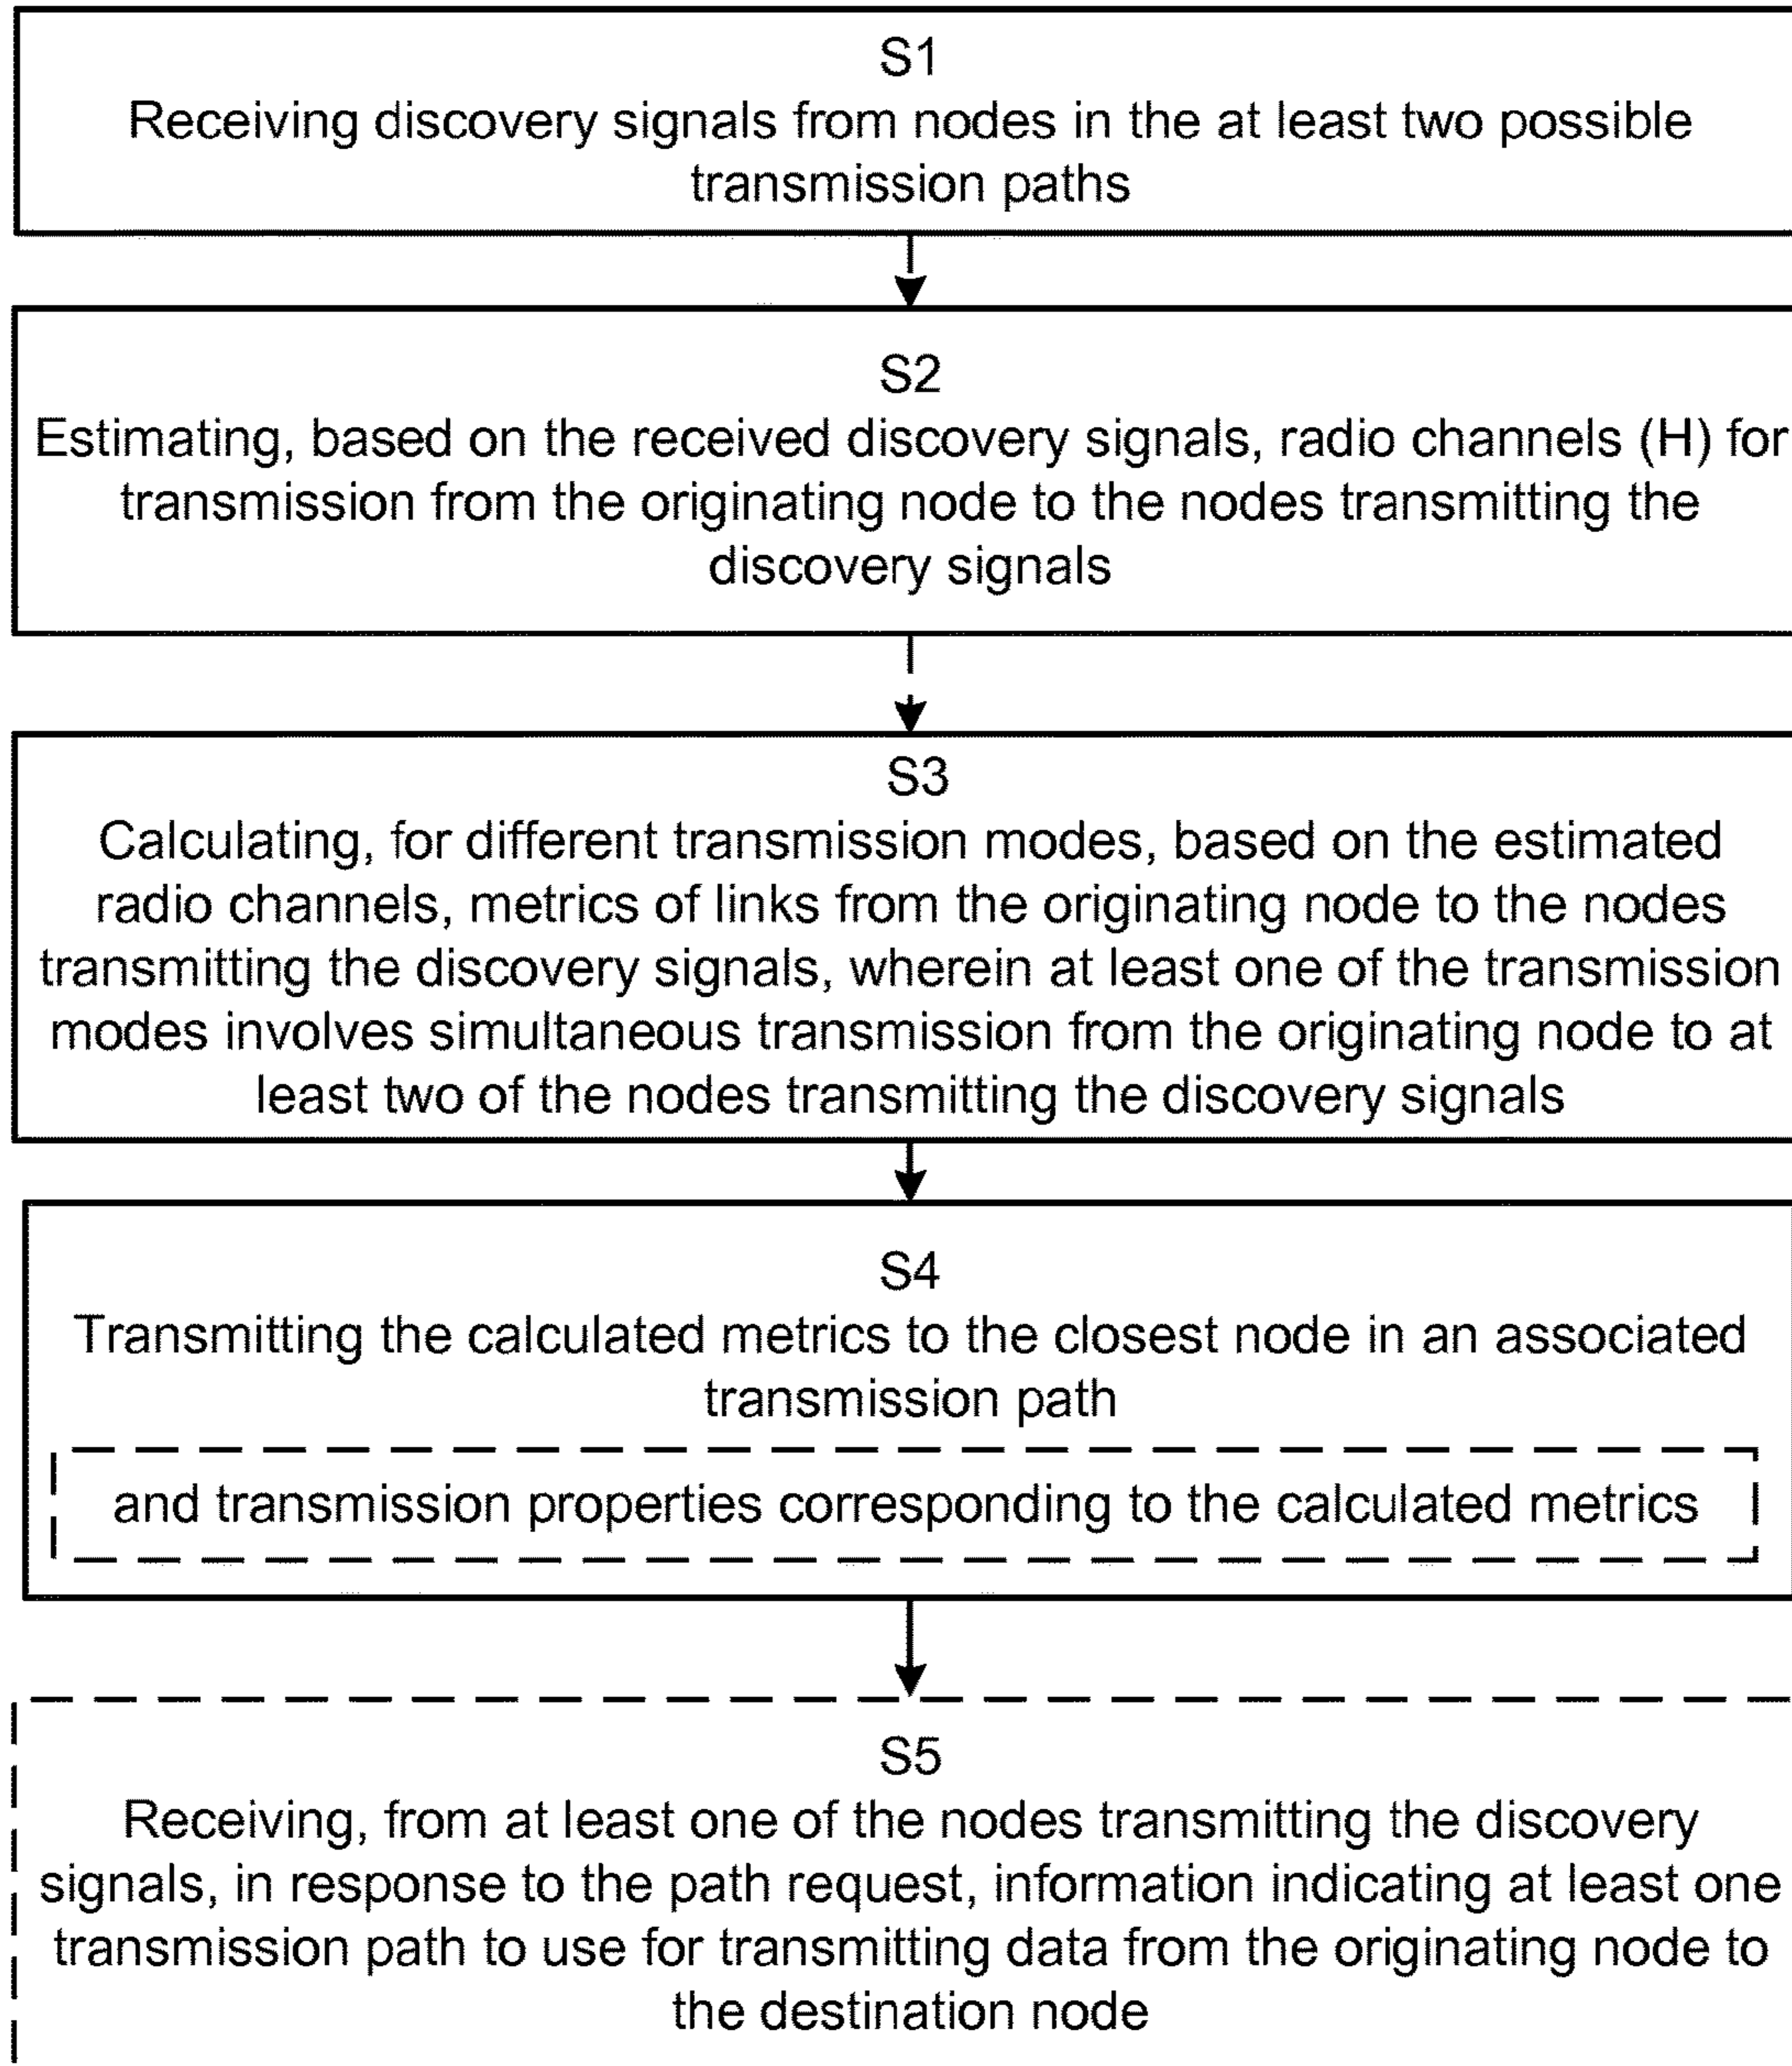 S1
Receiving discovery signals from nodes in the at least two possible
transmission paths
S2
Estimating, based on the received discovery signals, radio channels (H) for
transmission from the originating node to the nodes transmitting the
discovery signals
S3
Calculating, for different transmission modes, based on the estimated
radio channels, metrics of links from the originating node to the nodes
transmitting the discovery signals, wherein at least one of the transmission
modes involves simultaneous transmission from the originating node to at
least two of the nodes transmitting the discovery signals
S4
Transmitting the calculated metrics to the closest node in an associated
transmission path
and transmission properties corresponding to the calculated metrics
S5
Receiving, from at least one of the nodes transmitting the discovery
signals, in response to the path request, information indicating at least one
transmission path to use for transmitting data from the originating node to
the destination node